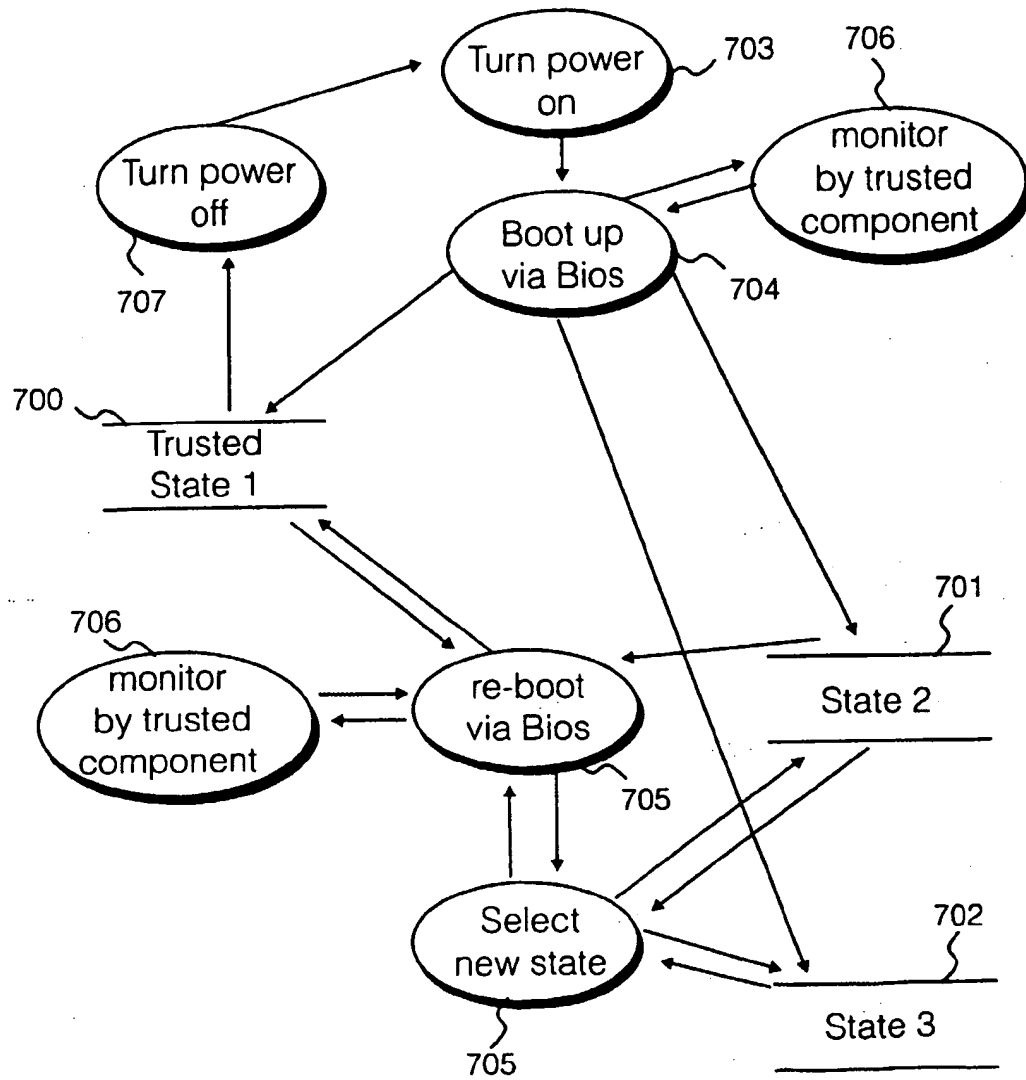 Turn power
on
703
706
monitor
by trusted
component
Turn power
off
707
Boot up
via Bios
704
700
Trusted
State 1
701
State 2
706
monitor
by trusted
component
re-boot
via Bios
705
Select
new state
705
702
State 3